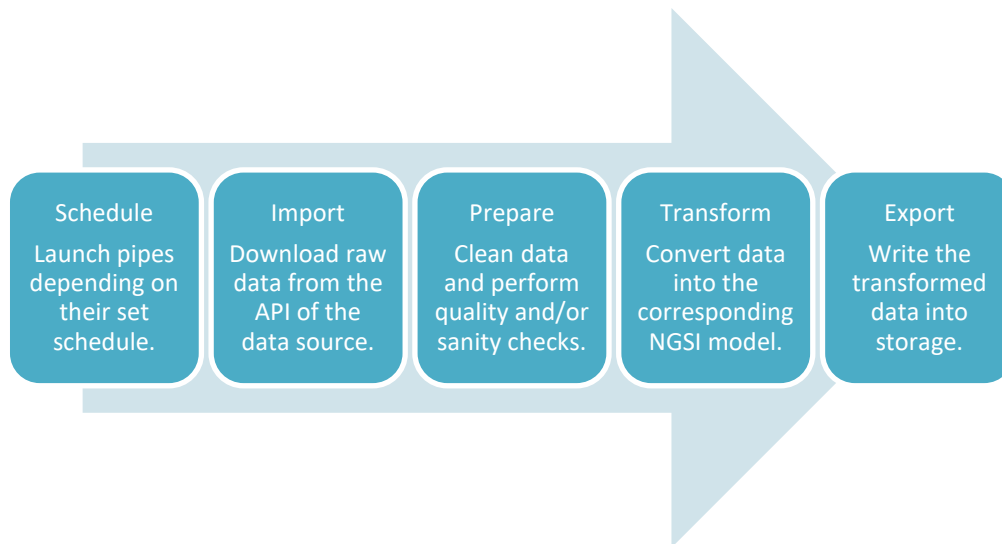 Schedule
Launch pipes
depending on
their set
schedule.
Import
Download raw
data from the
API of the
data source.
Prepare
Clean data
and perform
quality and/or
sanity checks.
Transform
Convert data
into the
corresponding
NGSI model.
Export
Write the
transformed
data into
storage.